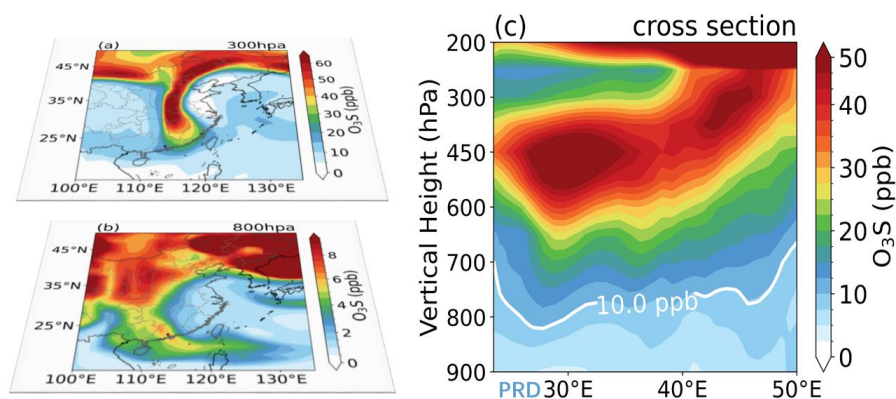 (a) 300hpa
45°N
35°N
25°N
100°E 110°E 120°E 130°E
60
50
40
30
20
10
0
O₃S (ppb)
(b) 800hpa
45°N
35°N
25°N
100°E 110°E 120°E 130°E
8
6
4
2
0
O₃S (ppb)
(c) cross section
Vertical Height (hPa)
200
300
450
600
700
800
900
10.0 ppb
PRD 30°E 40°E 50°E
50
40
30
20
10
0
O₃S (ppb)